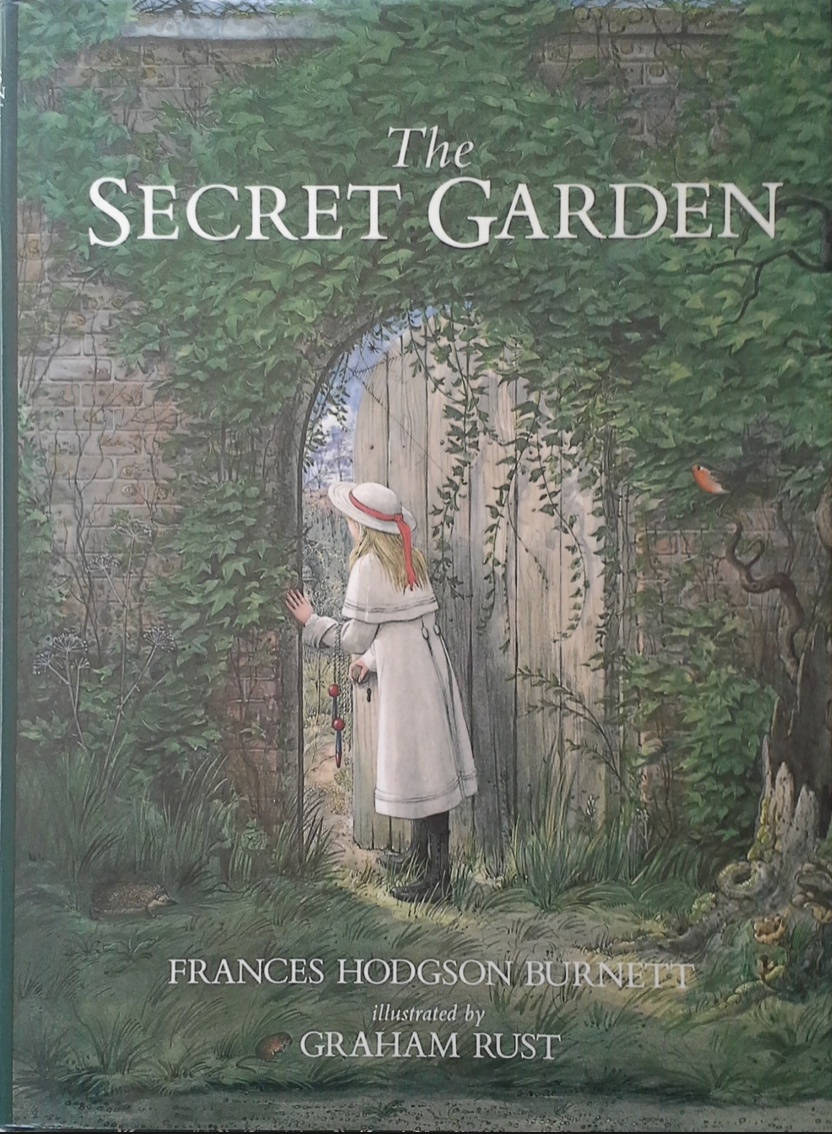 The
SECRET GARDEN
FRANCES HODGSON BURNETT
illustrated by
GRAHAM RUST